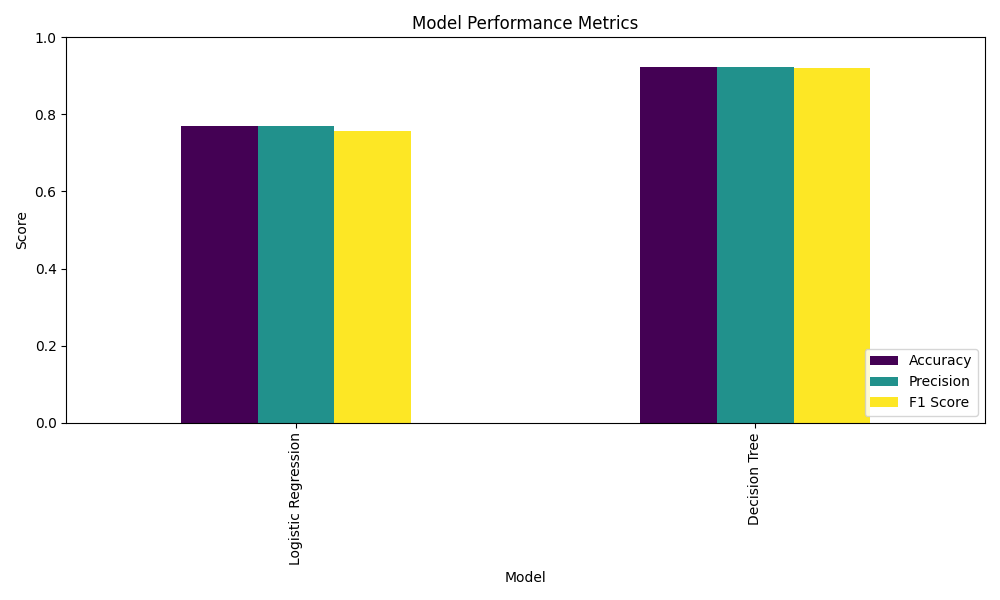 Model Performance Metrics
1.0
0.8
0.6
0.4
0.2
0.0
Score
Accuracy
Precision
F1 Score
Logistic Regression
Decision Tree
Model